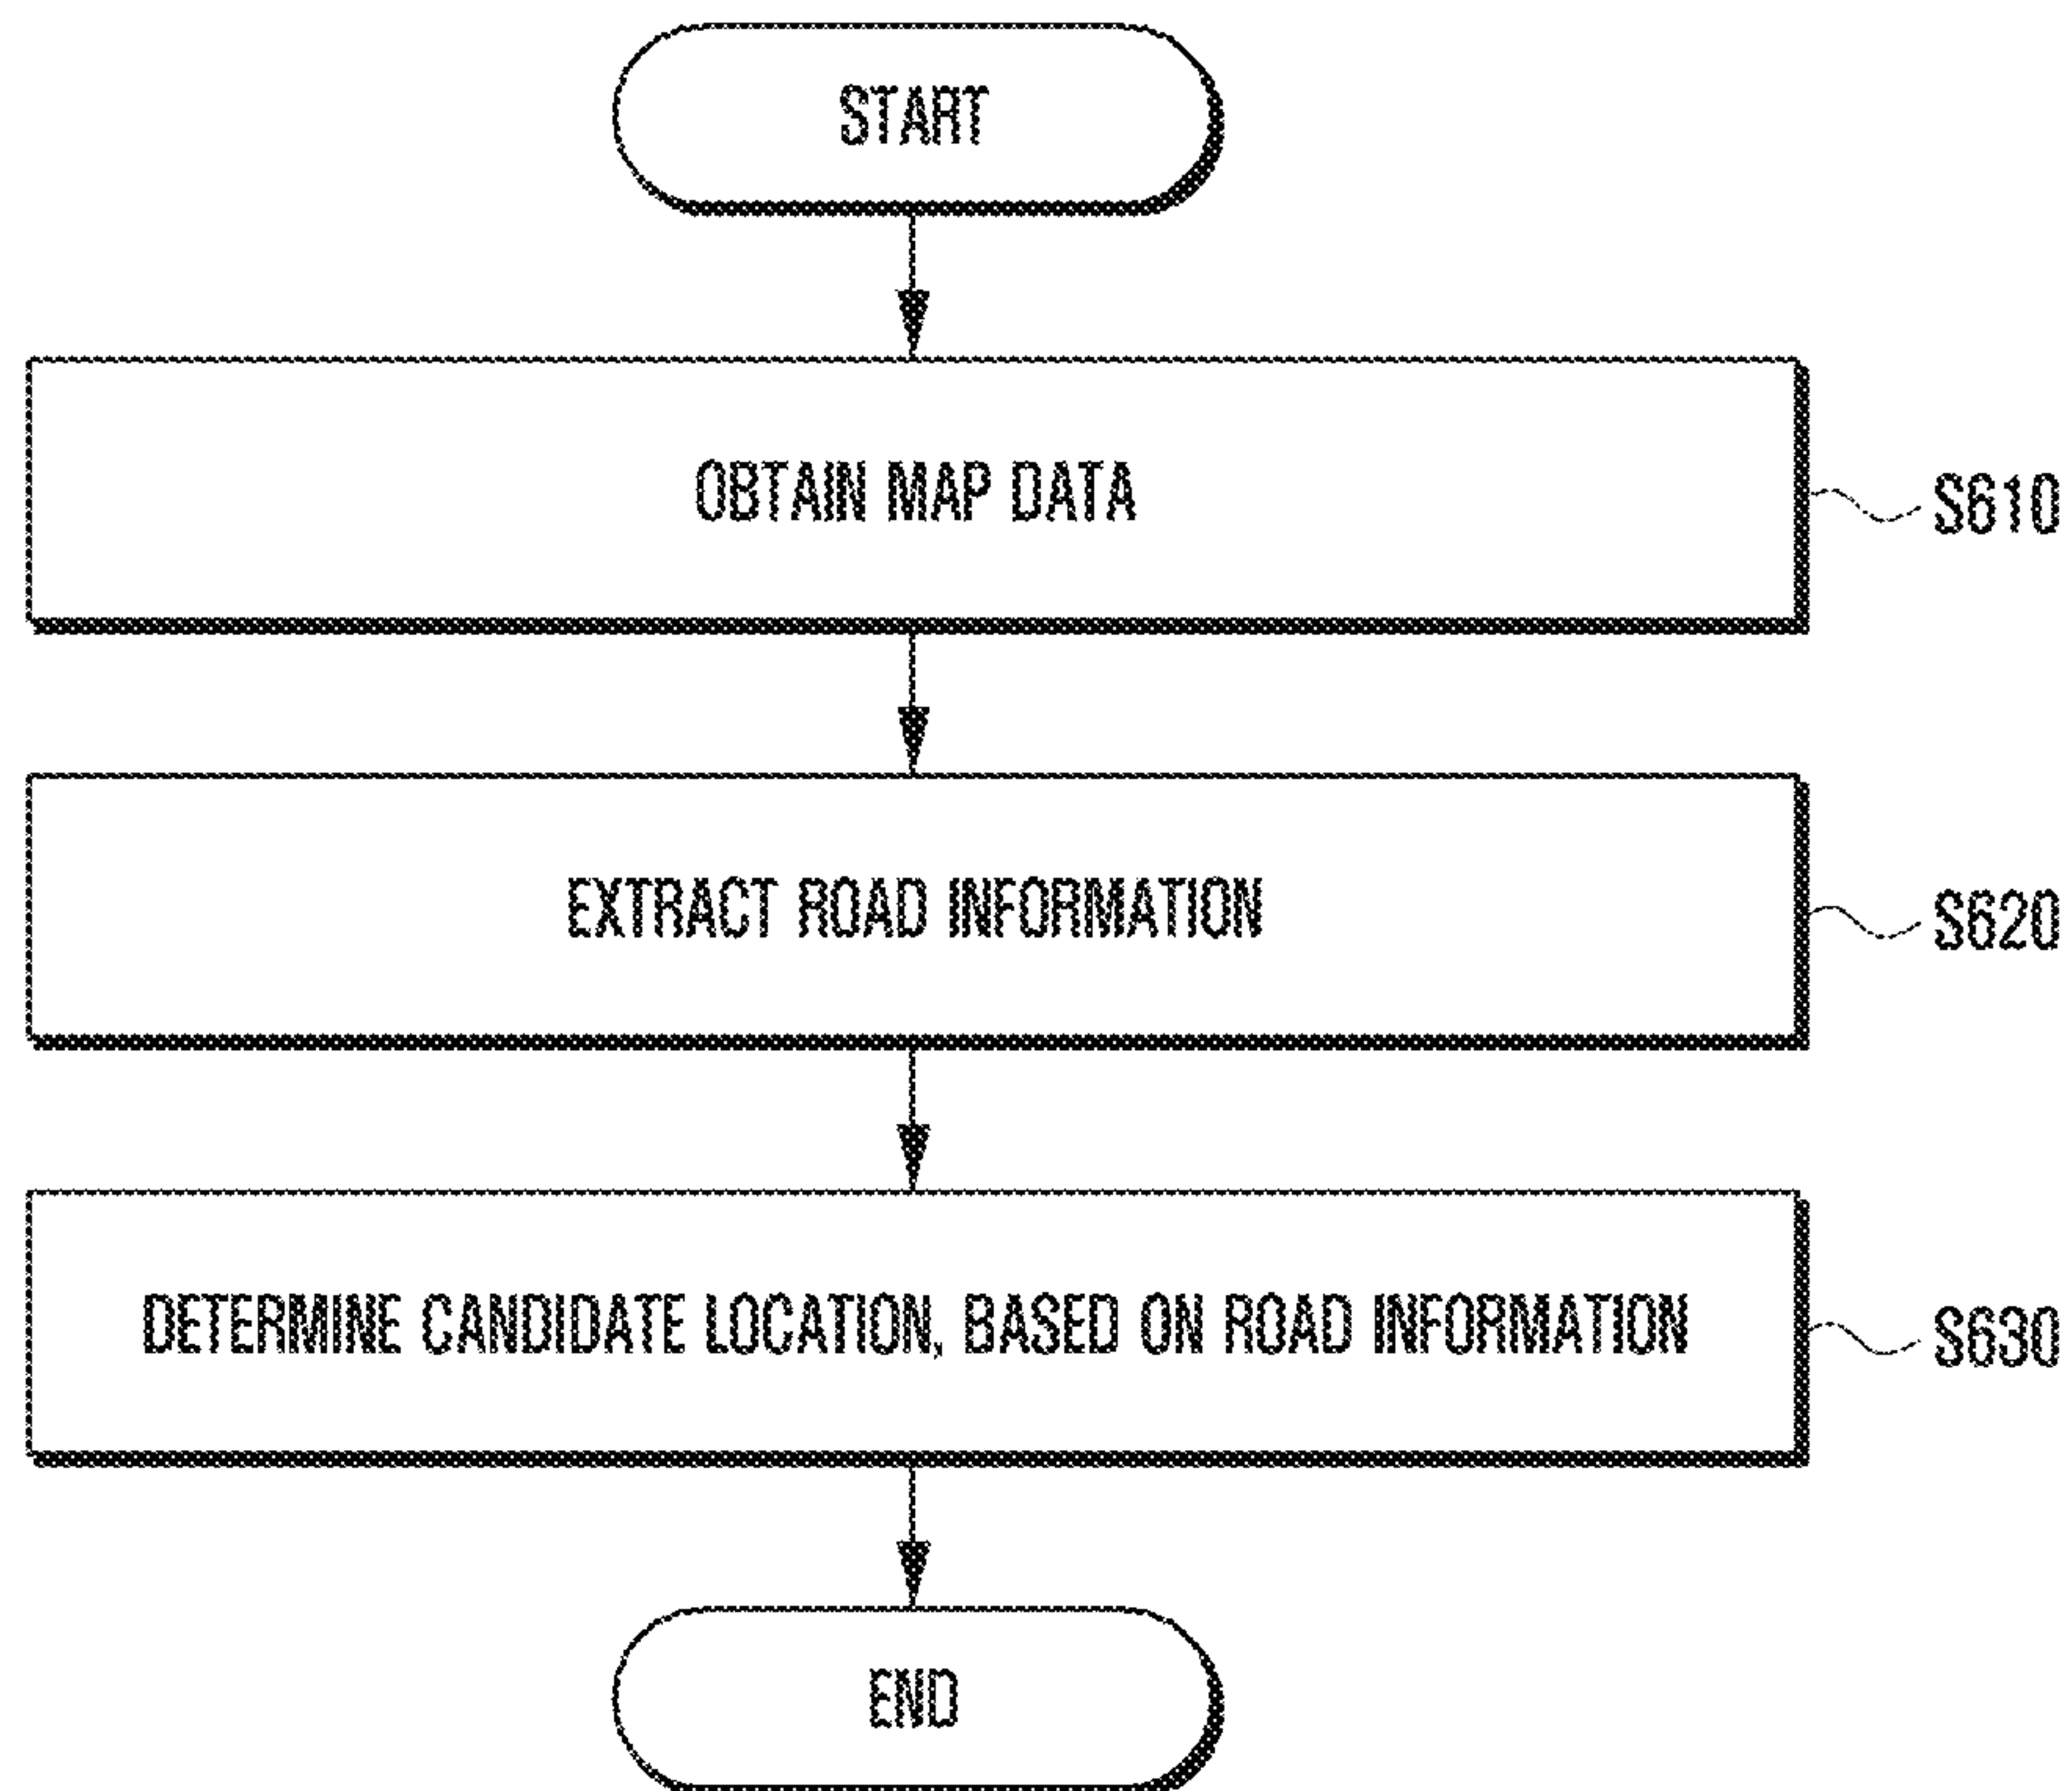 START
OBTAIN MAP DATA
S610
EXTRACT ROAD INFORMATION
S620
DETERMINE CANDIDATE LOCATION, BASED ON ROAD INFORMATION
S630
END